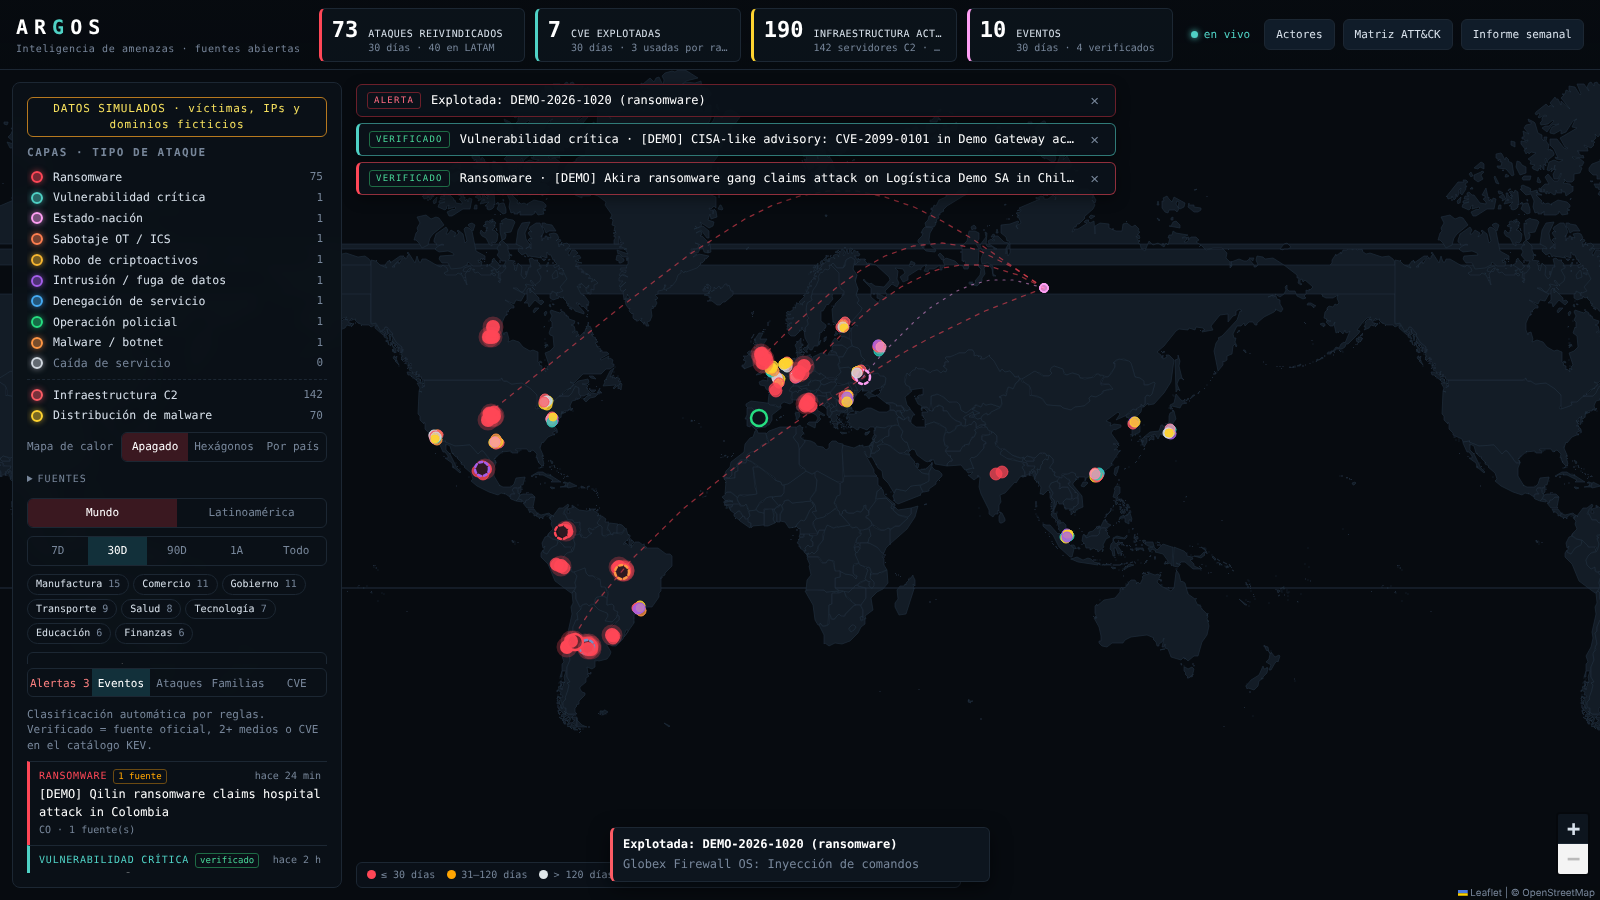 ARGOS
Inteligencia de amenazas · fuentes abiertas
73 ATAQUES REIVINDICADOS
30 días · 40 en LATAM
7 CVE EXPLOTADAS
30 días · 3 usadas por ra…
190 INFRAESTRUCTURA ACT…
142 servidores C2 · …
10 EVENTOS
30 días · 4 verificados
en vivo
Actores
Matriz ATT&CK
Informe semanal
DATOS SIMULADOS · víctimas, IPs y
dominios ficticios
CAPAS · TIPO DE ATAQUE
Ransomware 75
Vulnerabilidad crítica 1
Estado-nación 1
Sabotaje OT / ICS 1
Robo de criptoactivos 1
Intrusión / fuga de datos 1
Denegación de servicio 1
Operación policial 1
Malware / botnet 1
Caída de servicio 0
Infraestructura C2 142
Distribución de malware 70
Mapa de calor Apagado Hexágonos Por país
▶ FUENTES
Mundo Latinoamérica
7D 30D 90D 1A Todo
Manufactura 15 Comercio 11 Gobierno 11
Transporte 9 Salud 8 Tecnología 7
Educación 6 Finanzas 6
Alertas 3 Eventos Ataques Familias CVE
Clasificación automática por reglas.
Verificado = fuente oficial, 2+ medios o CVE
en el catálogo KEV.
RANSOMWARE 1 fuente hace 24 min
[DEMO] Qilin ransomware claims hospital
attack in Colombia
CO · 1 fuente(s)
VULNERABILIDAD CRÍTICA verificado hace 2 h
ALERTA Explotada: DEMO-2026-1020 (ransomware) ×
VERIFICADO Vulnerabilidad crítica · [DEMO] CISA-like advisory: CVE-2099-0101 in Demo Gateway ac… ×
VERIFICADO Ransomware · [DEMO] Akira ransomware gang claims attack on Logística Demo SA in Chil… ×
≤ 30 días 31–120 días > 120 días
Explotada: DEMO-2026-1020 (ransomware)
Globex Firewall OS: Inyección de comandos
+
−
Leaflet | © OpenStreetMap